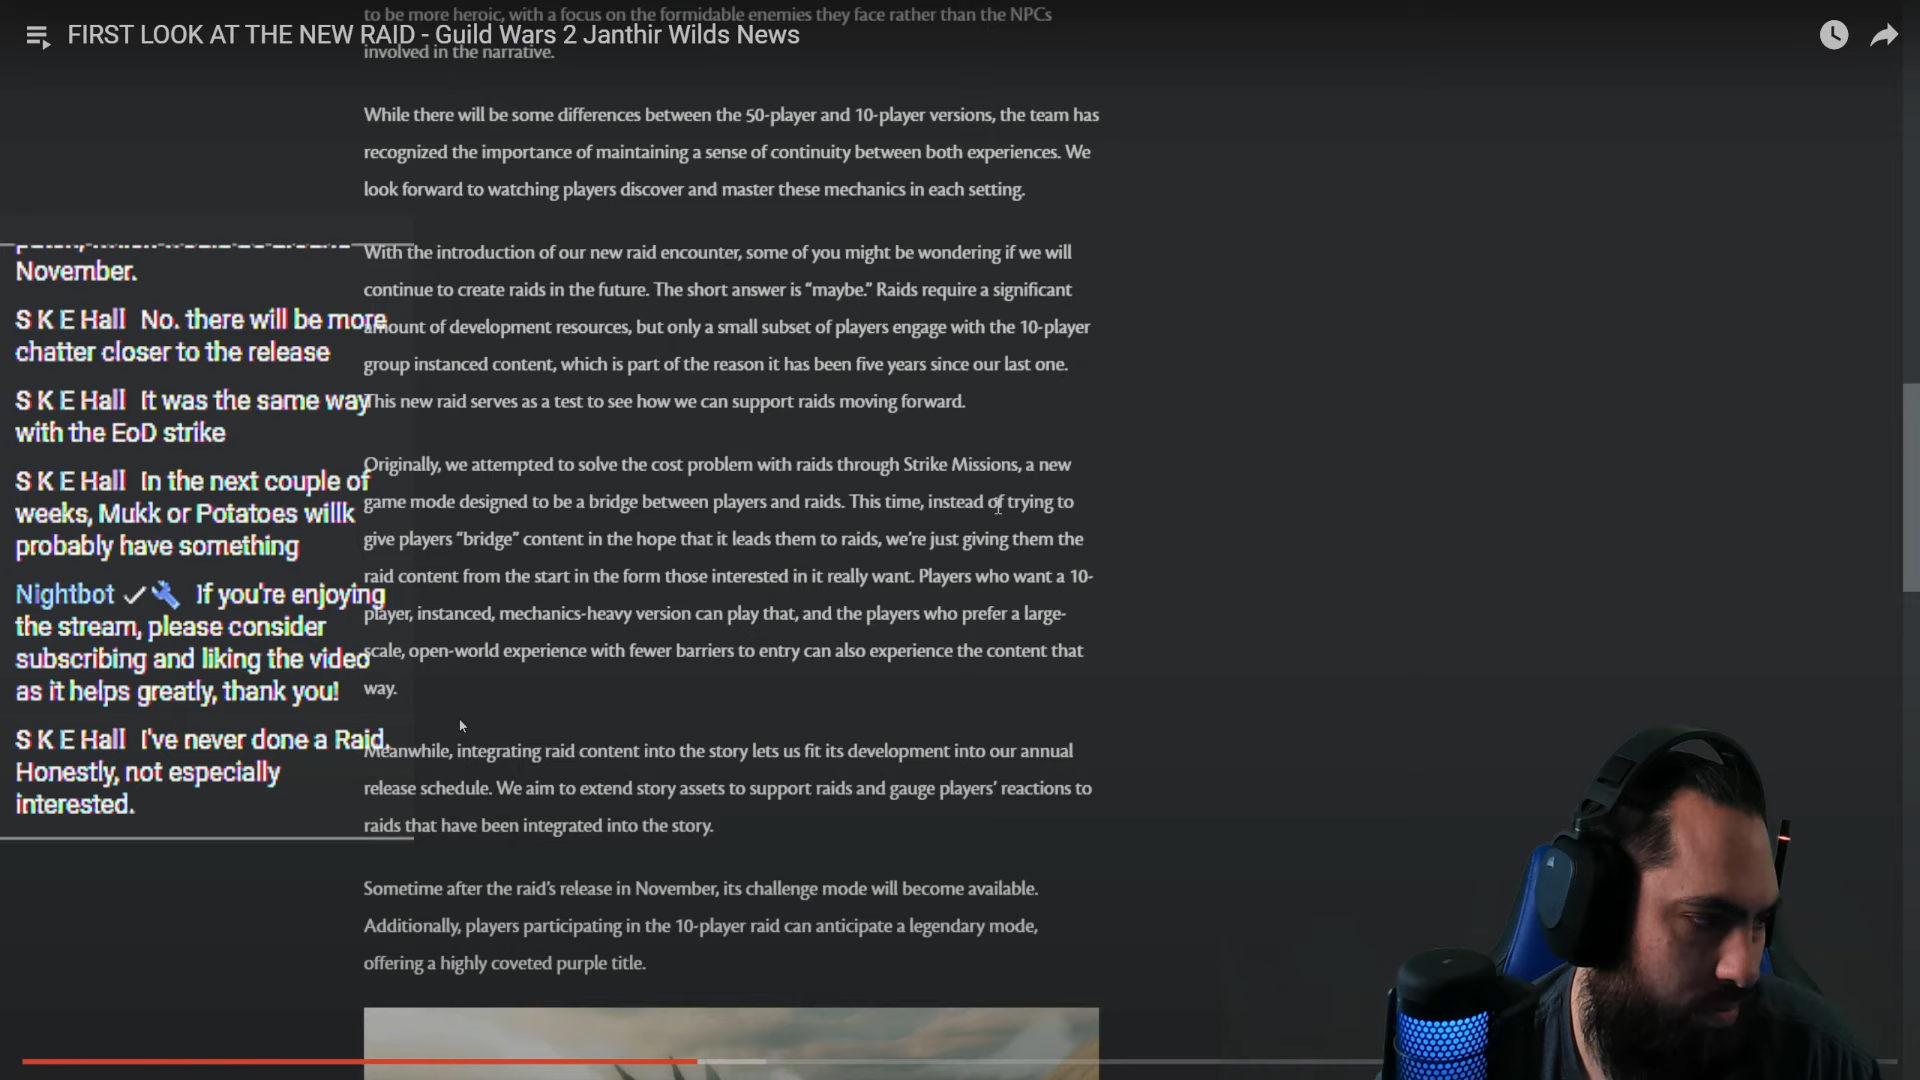 to be more heroic, with a focus on the formidable enemies they face rather than the NPCs
FIRST LOOK AT THE NEW RAID - Guild Wars 2 Janthir Wilds News
involved in the narrative.
While there will be some differences between the 50-player and 10-player versions, the team has
recognized the importance of maintaining a sense of continuity between both experiences. We
look forward to watching players discover and master these mechanics in each setting.
With the introduction of our new raid encounter, some of you might be wondering if we will
continue to create raids in the future. The short answer is “maybe.” Raids require a significant
amount of development resources, but only a small subset of players engage with the 10-player
group instanced content, which is part of the reason it has been five years since our last one.
This new raid serves as a test to see how we can support raids moving forward.
Originally, we attempted to solve the cost problem with raids through Strike Missions, a new
game mode designed to be a bridge between players and raids. This time, instead of trying to
give players “bridge” content in the hope that it leads them to raids, we’re just giving them the
raid content from the start in the form those interested in it really want. Players who want a 10-
player, instanced, mechanics-heavy version can play that, and the players who prefer a large-
scale, open-world experience with fewer barriers to entry can also experience the content that
way.
Meanwhile, integrating raid content into the story lets us fit its development into our annual
release schedule. We aim to extend story assets to support raids and gauge players’ reactions to
raids that have been integrated into the story.
Sometime after the raid’s release in November, its challenge mode will become available.
Additionally, players participating in the 10-player raid can anticipate a legendary mode,
offering a highly coveted purple title.
November.
S K E Hall No. there will be more
chatter closer to the release
S K E Hall It was the same way
with the EoD strike
S K E Hall In the next couple of
weeks, Mukk or Potatoes willk
probably have something
Nightbot If you're enjoying
the stream, please consider
subscribing and liking the video
as it helps greatly, thank you!
S K E Hall I've never done a Raid.
Honestly, not especially
interested.